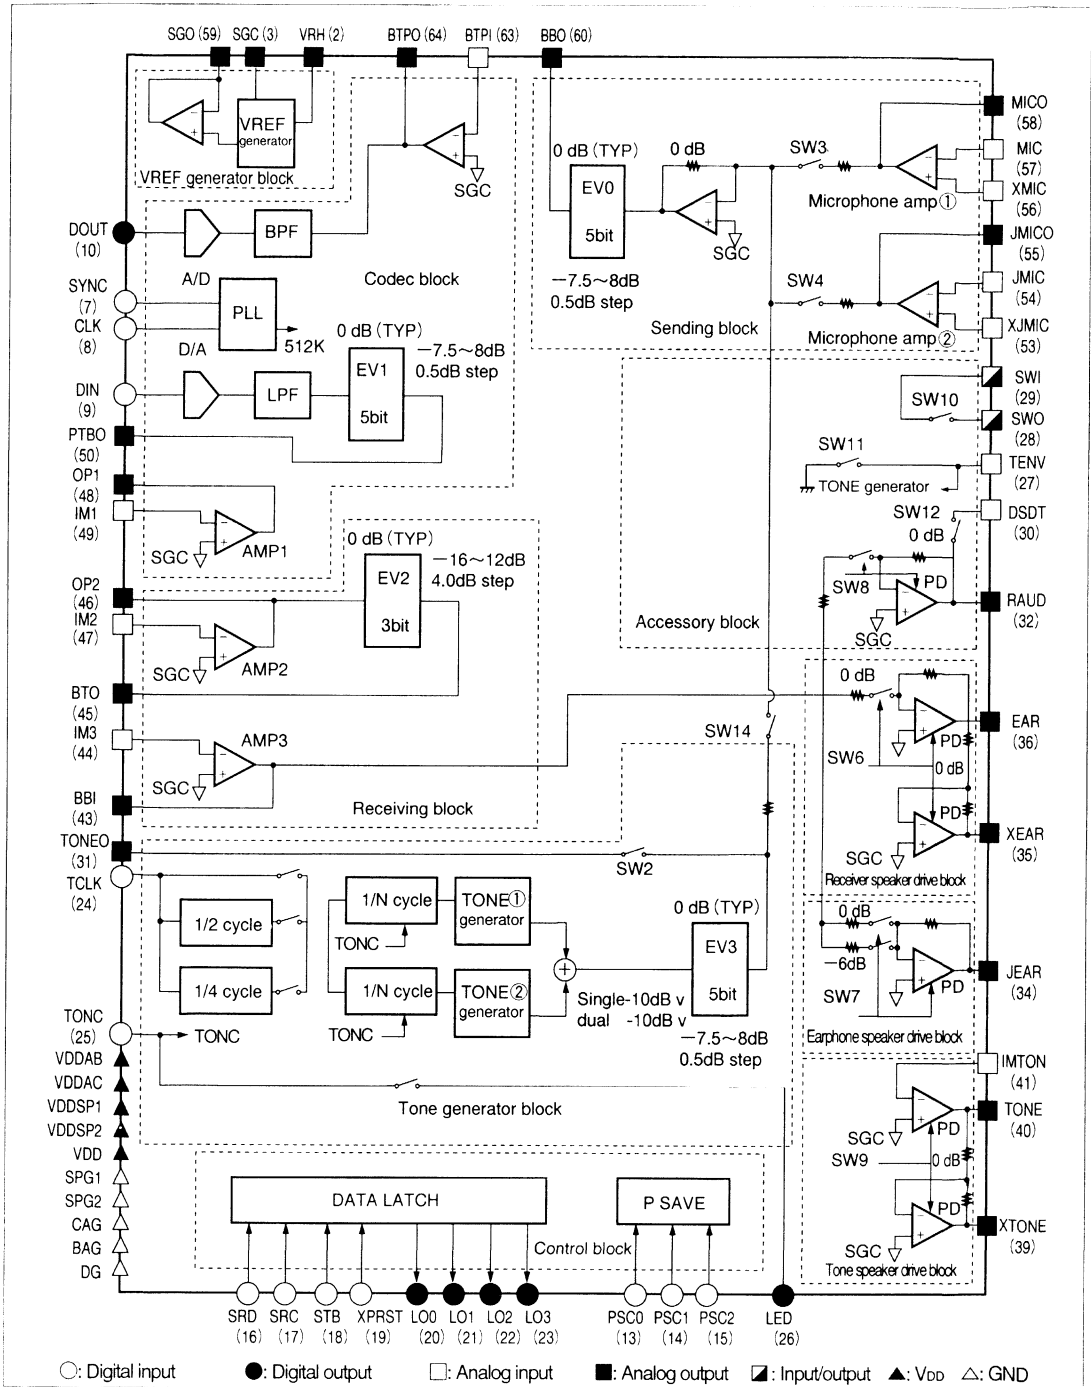 SGO (59) SGC (3) VRH (2) BTPO (64) BTPI (63) BBO (60)
VREF
generator
VREF generator block
SGC
0 dB (TYP)
EV0
5bit
−7.5~8dB
0.5dB step
0 dB
SGC
SW3
Microphone amp①
SW4
Microphone amp②
Sending block
MICO
(58)
MIC
(57)
XMIC
(56)
JMICO
(55)
JMIC
(54)
XJMIC
(53)
DOUT
(10)
A/D
BPF
Codec block
SYNC
(7)
CLK
(8)
PLL
512K
D/A
DIN
(9)
LPF
0 dB (TYP)
EV1
5bit
−7.5~8dB
0.5dB step
PTBO
(50)
OP1
(48)
IM1
(49)
SGC
AMP1
SWI
(29)
SW10
SWO
(28)
SW11
TENV
(27)
TONE generator
SW12
DSDT
(30)
0 dB
SW8
PD
SGC
RAUD
(32)
Accessory block
0 dB (TYP)
EV2
3bit
−16~12dB
4.0dB step
OP2
(46)
IM2
(47)
SGC
AMP2
BTO
(45)
IM3
(44)
AMP3
SGC
BBI
(43)
Receiving block
SW14
0 dB
PD
SW6
0 dB
PD
SGC
EAR
(36)
XEAR
(35)
Receiver speaker drive block
TONEO
(31)
SW2
TCLK
(24)
1/2 cycle
1/4 cycle
1/N cycle
TONE①
generator
TONC
1/N cycle
TONE②
generator
TONC
+
Single-10dB v
dual -10dB v
0 dB (TYP)
EV3
5bit
−7.5~8dB
0.5dB step
0 dB
−6dB
SW7
PD
JEAR
(34)
Earphone speaker drive block
TONC
(25)
TONC
Tone generator block
VDDAB
VDDAC
VDDSP1
VDDSP2
VDD
SPG1
SPG2
CAG
BAG
DG
IMTON
(41)
SGC
PD
SW9
0 dB
PD
SGC
TONE
(40)
XTONE
(39)
Tone speaker drive block
DATA LATCH
P SAVE
Control block
SRD
(16)
SRC
(17)
STB
(18)
XPRST
(19)
LO0
(20)
LO1
(21)
LO2
(22)
LO3
(23)
PSC0
(13)
PSC1
(14)
PSC2
(15)
LED
(26)
○: Digital input ●: Digital output □: Analog input ■: Analog output ◪: Input/output ▲: VDD △: GND